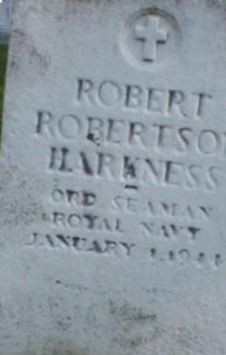 ROBERT
ROBERTSON
HARKNESS
ORD SEAMAN
ROYAL NAVY
JANUARY 1, 1944